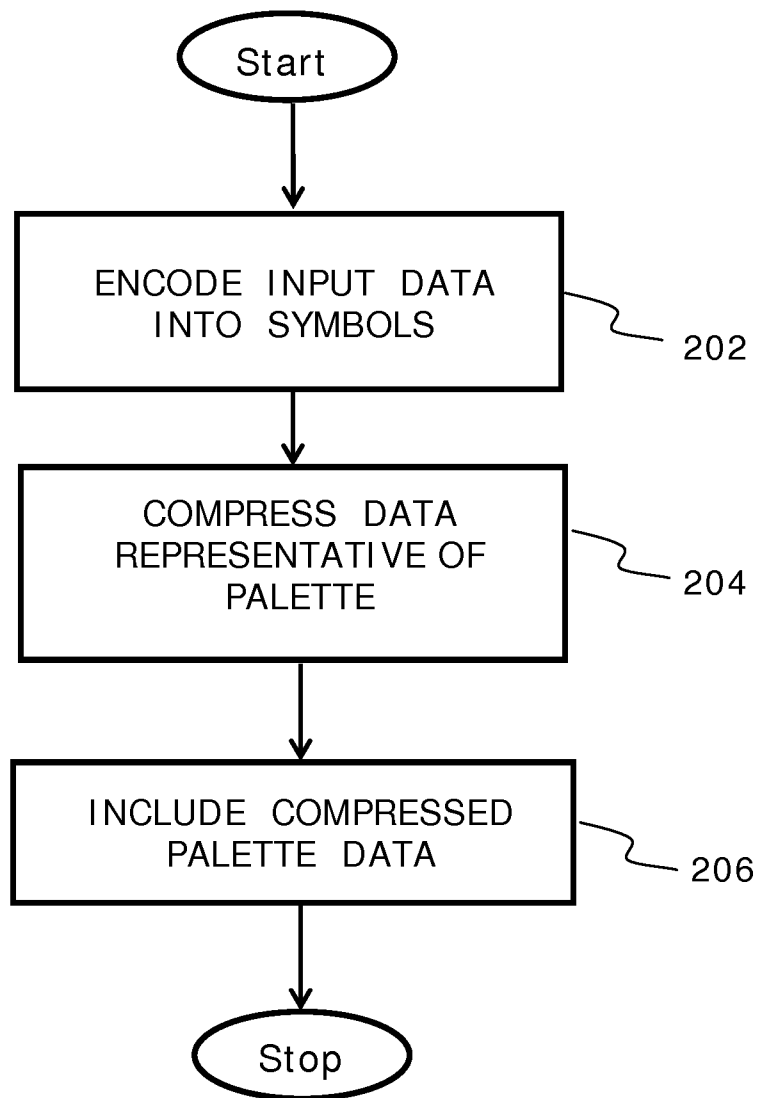 Start
ENCODE INPUT DATA
INTO SYMBOLS
202
COMPRESS DATA
REPRESENTATIVE OF
PALETTE
204
INCLUDE COMPRESSED
PALETTE DATA
206
Stop